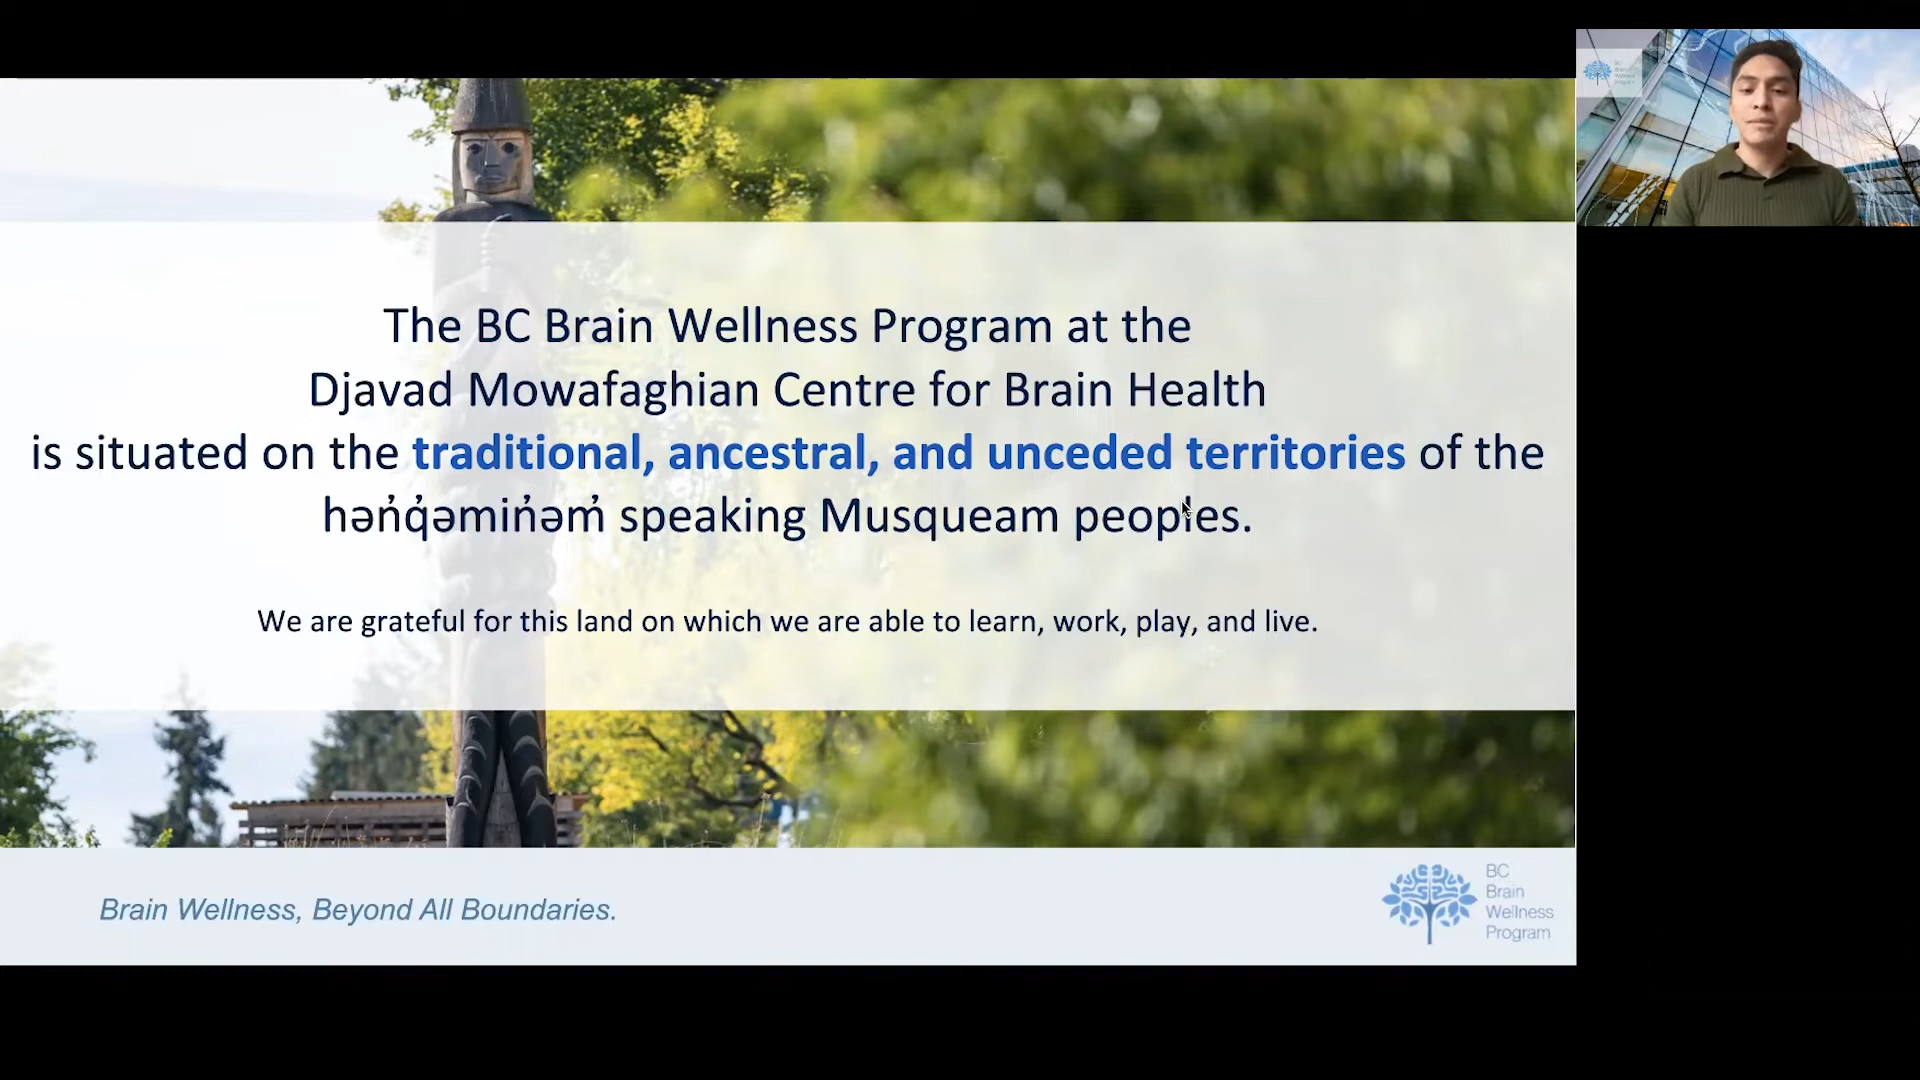 The BC Brain Wellness Program at the
Djavad Mowafaghian Centre for Brain Health
is situated on the traditional, ancestral, and unceded territories of the
hən̓q̓əmin̓əm̓ speaking Musqueam peoples.
We are grateful for this land on which we are able to learn, work, play, and live.
Brain Wellness, Beyond All Boundaries.
BC
Brain
Wellness
Program